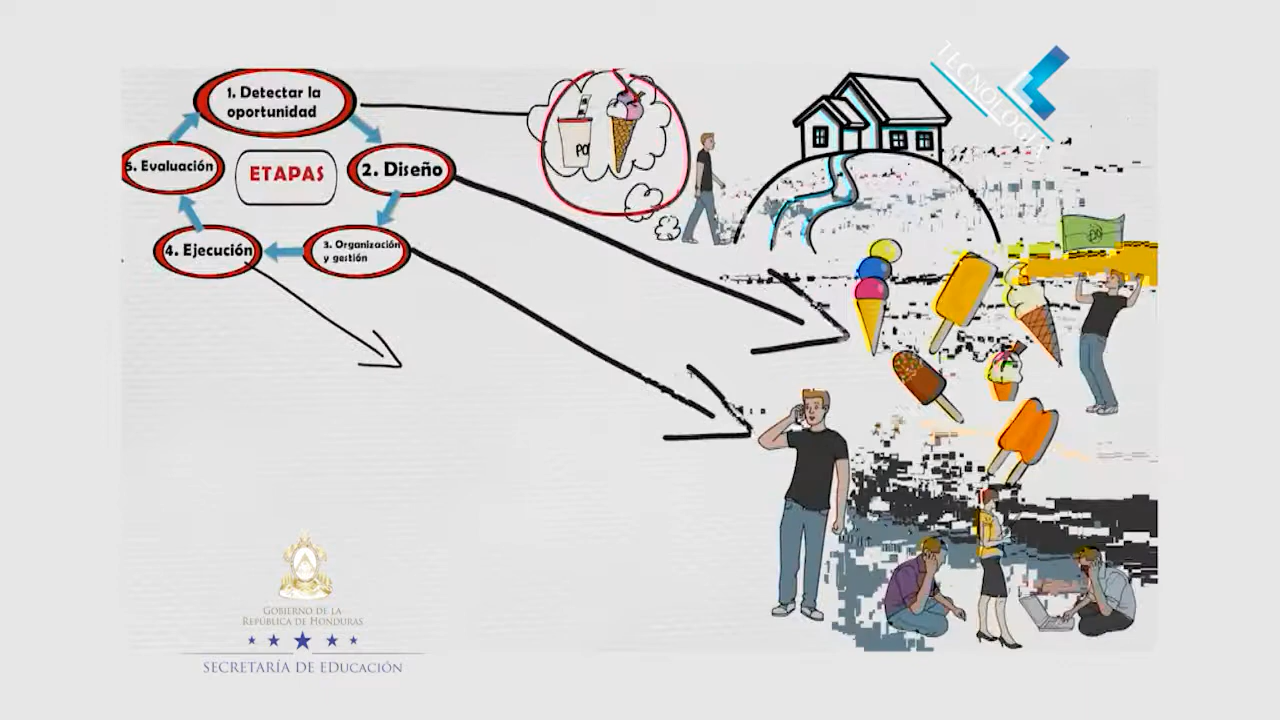 1. Detectar la
oportunidad
5. Evaluación
ETAPAS
2. Diseño
4. Ejecución
3. Organización
y gestión
TECNOLOGÍA
GOBIERNO DE LA
REPÚBLICA DE HONDURAS
SECRETARÍA DE EDUCACIÓN